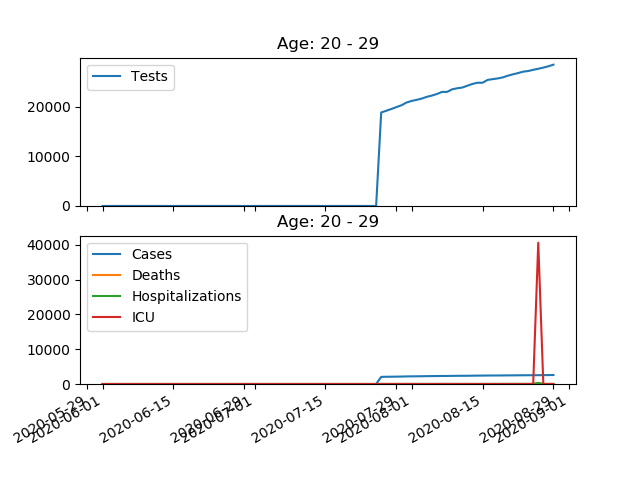 Age: 20 - 29
Tests
20000
10000
0
Age: 20 - 29
40000
30000
20000
10000
0
Cases
Deaths
Hospitalizations
ICU
2020-05-29
2020-06-01
2020-06-15
2020-06-29
2020-07-01
2020-07-15
2020-07-29
2020-08-01
2020-08-15
2020-08-29
2020-09-01